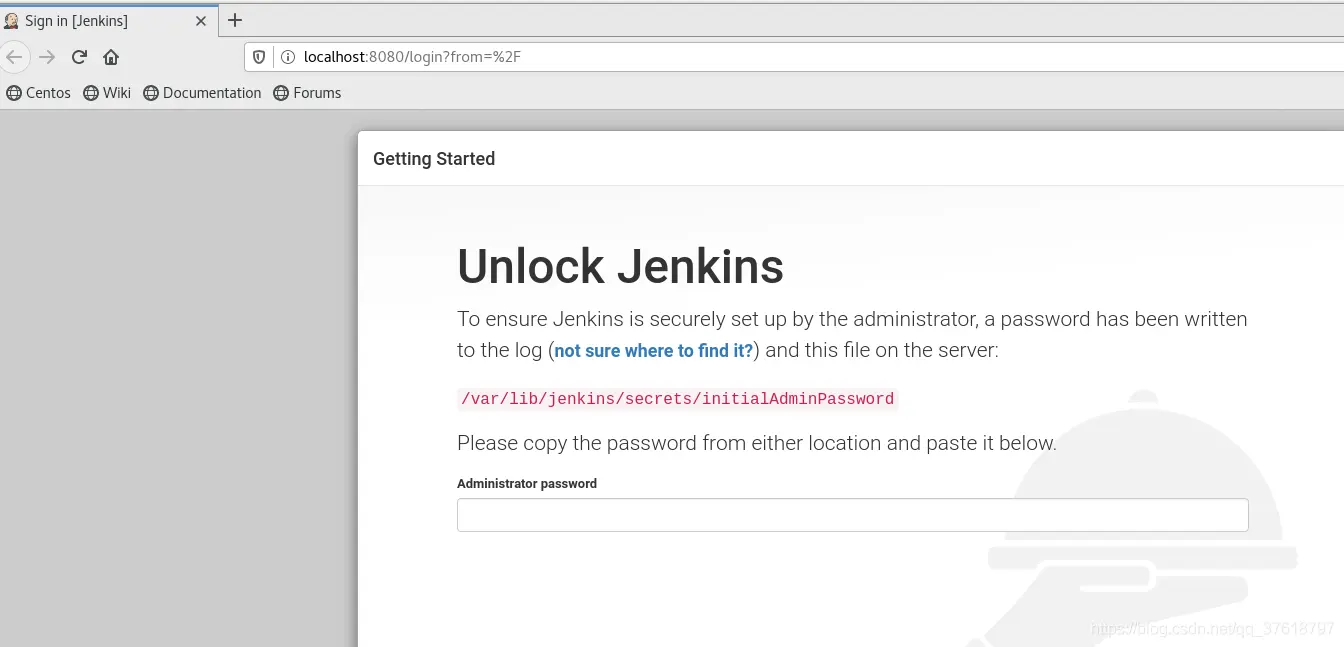 Sign in [Jenkins]
localhost:8080/login?from=%2F
Centos Wiki Documentation Forums
Getting Started
Unlock Jenkins
To ensure Jenkins is securely set up by the administrator, a password has been written
to the log (not sure where to find it?) and this file on the server:
/var/lib/jenkins/secrets/initialAdminPassword
Please copy the password from either location and paste it below.
Administrator password
https://blog.csdn.net/qq_37618797